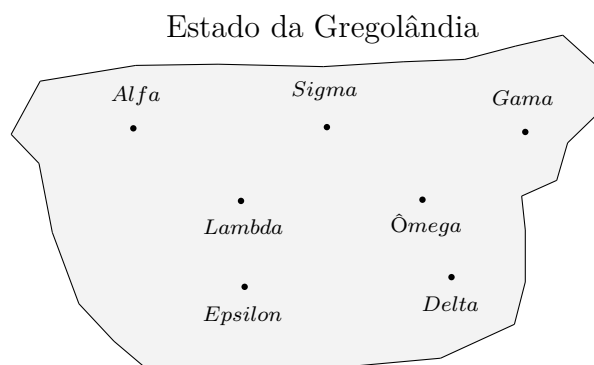 Estado da Gregolândia
Alfa
Sigma
Gama
Lambda
Ômega
Epsilon
Delta